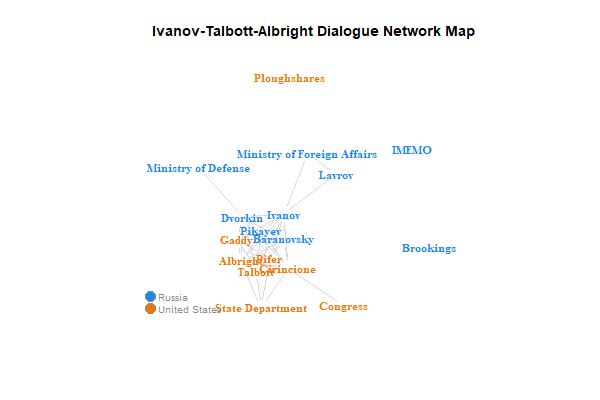 Ivanov-Talbott-Albright Dialogue Network Map
Ploughshares
IMEMO
Ministry of Foreign Affairs
Ministry of Defense
Lavrov
Dvorkin
Ivanov
Pikayev
Gaddy
Baranovsky
Brookings
Albright
Pifer
Cirincione
Talbott
Russia
State Department
Congress
United States